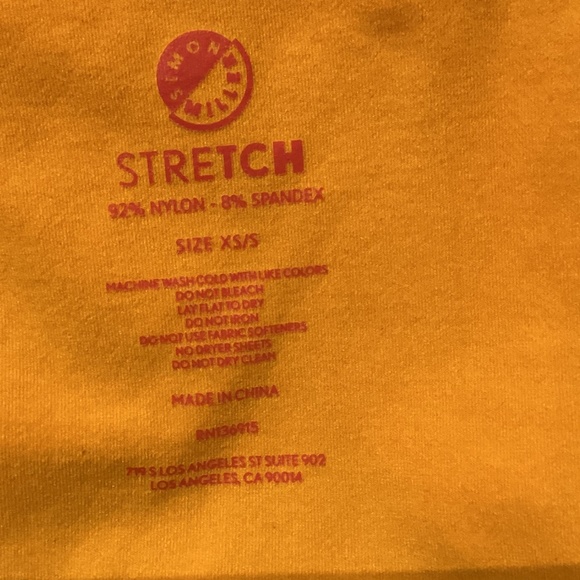 SIMON
MILLER
STRETCH
92% NYLON - 8% SPANDEX
SIZE XS/S
MACHINE WASH COLD WITH LIKE COLORS
DO NOT BLEACH
LAY FLAT TO DRY
DO NOT IRON
DO NOT USE FABRIC SOFTENERS
NO DRYER SHEETS
DO NOT DRY CLEAN
MADE IN CHINA
RN136915
719 S LOS ANGELES ST SUITE 902
LOS ANGELES, CA 90014